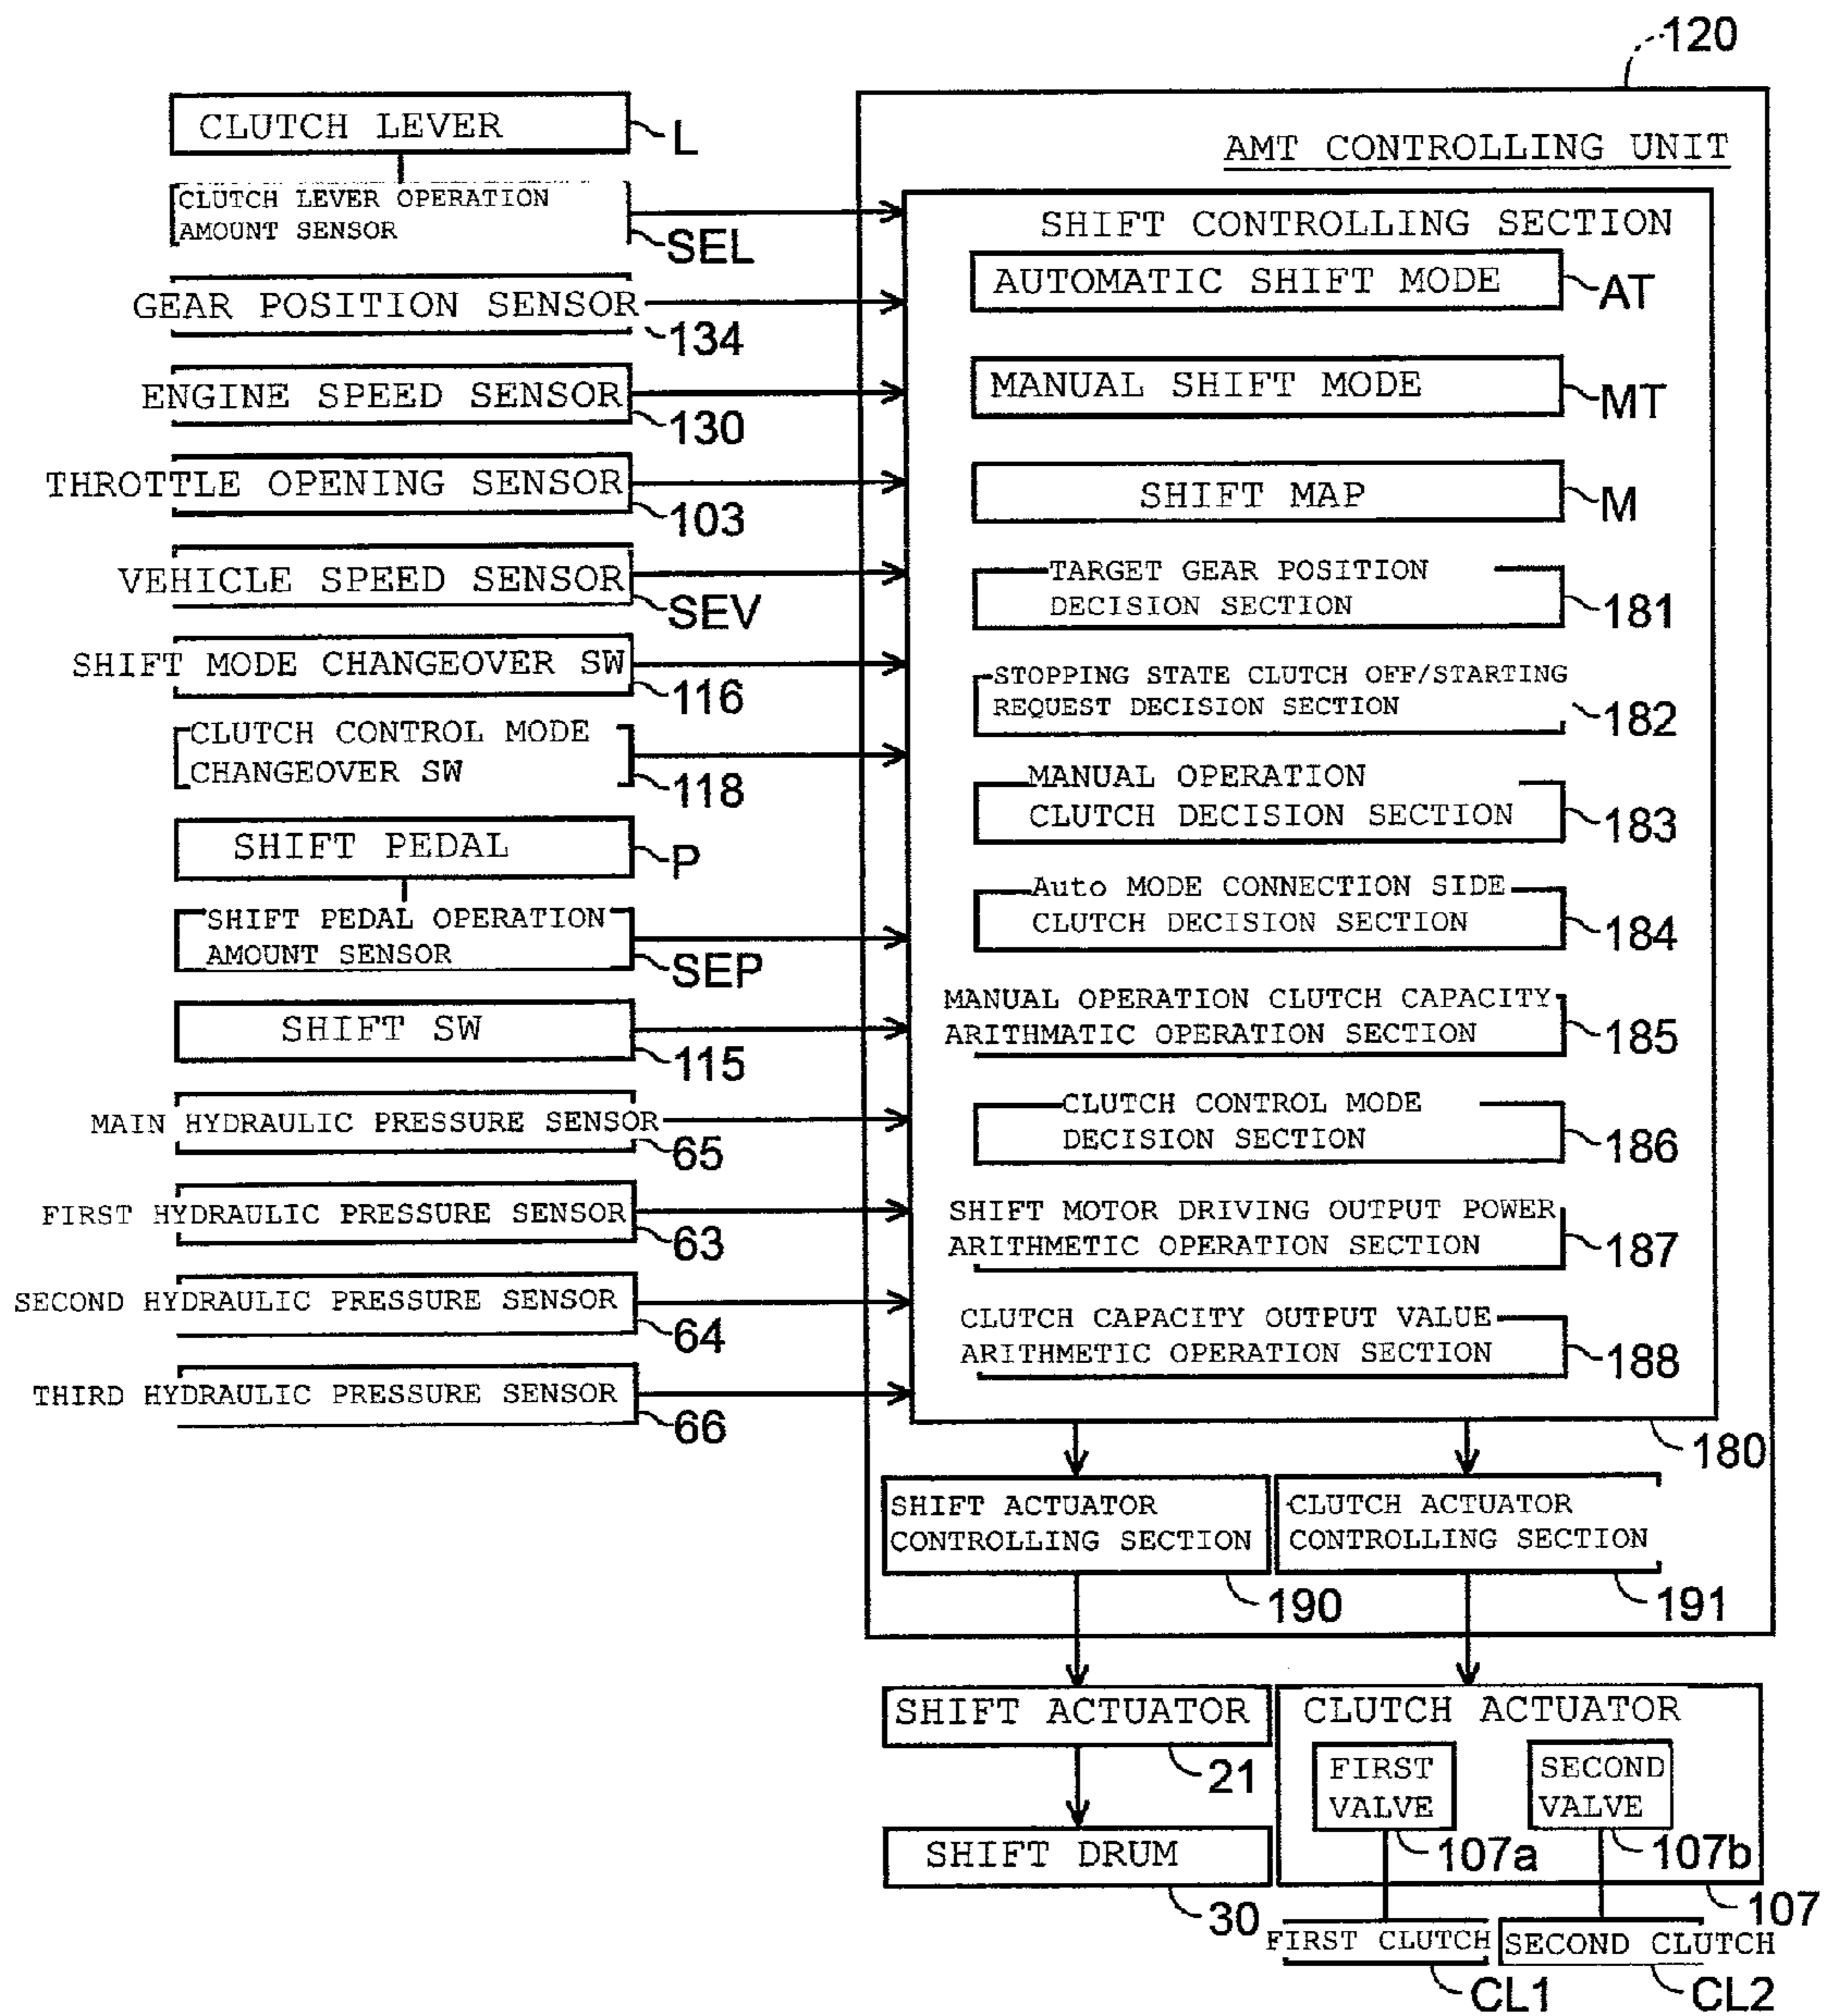 120
CLUTCH LEVER
L
CLUTCH LEVER OPERATION
AMOUNT SENSOR
SEL
GEAR POSITION SENSOR
134
ENGINE SPEED SENSOR
130
THROTTLE OPENING SENSOR
103
VEHICLE SPEED SENSOR
SEV
SHIFT MODE CHANGEOVER SW
116
CLUTCH CONTROL MODE
CHANGEOVER SW
118
SHIFT PEDAL
P
SHIFT PEDAL OPERATION
AMOUNT SENSOR
SEP
SHIFT SW
115
MAIN HYDRAULIC PRESSURE SENSOR
65
FIRST HYDRAULIC PRESSURE SENSOR
63
SECOND HYDRAULIC PRESSURE SENSOR
64
THIRD HYDRAULIC PRESSURE SENSOR
66
AMT CONTROLLING UNIT
SHIFT CONTROLLING SECTION
AUTOMATIC SHIFT MODE
AT
MANUAL SHIFT MODE
MT
SHIFT MAP
M
TARGET GEAR POSITION
DECISION SECTION
181
STOPPING STATE CLUTCH OFF/STARTING
REQUEST DECISION SECTION
182
MANUAL OPERATION
CLUTCH DECISION SECTION
183
Auto MODE CONNECTION SIDE
CLUTCH DECISION SECTION
184
MANUAL OPERATION CLUTCH CAPACITY
ARITHMATIC OPERATION SECTION
185
CLUTCH CONTROL MODE
DECISION SECTION
186
SHIFT MOTOR DRIVING OUTPUT POWER
ARITHMETIC OPERATION SECTION
187
CLUTCH CAPACITY OUTPUT VALUE
ARITHMETIC OPERATION SECTION
188
180
SHIFT ACTUATOR
CONTROLLING SECTION
190
CLUTCH ACTUATOR
CONTROLLING SECTION
191
SHIFT ACTUATOR
21
SHIFT DRUM
30
CLUTCH ACTUATOR
FIRST
VALVE
107a
SECOND
VALVE
107b
107
FIRST CLUTCH
CL1
SECOND CLUTCH
CL2